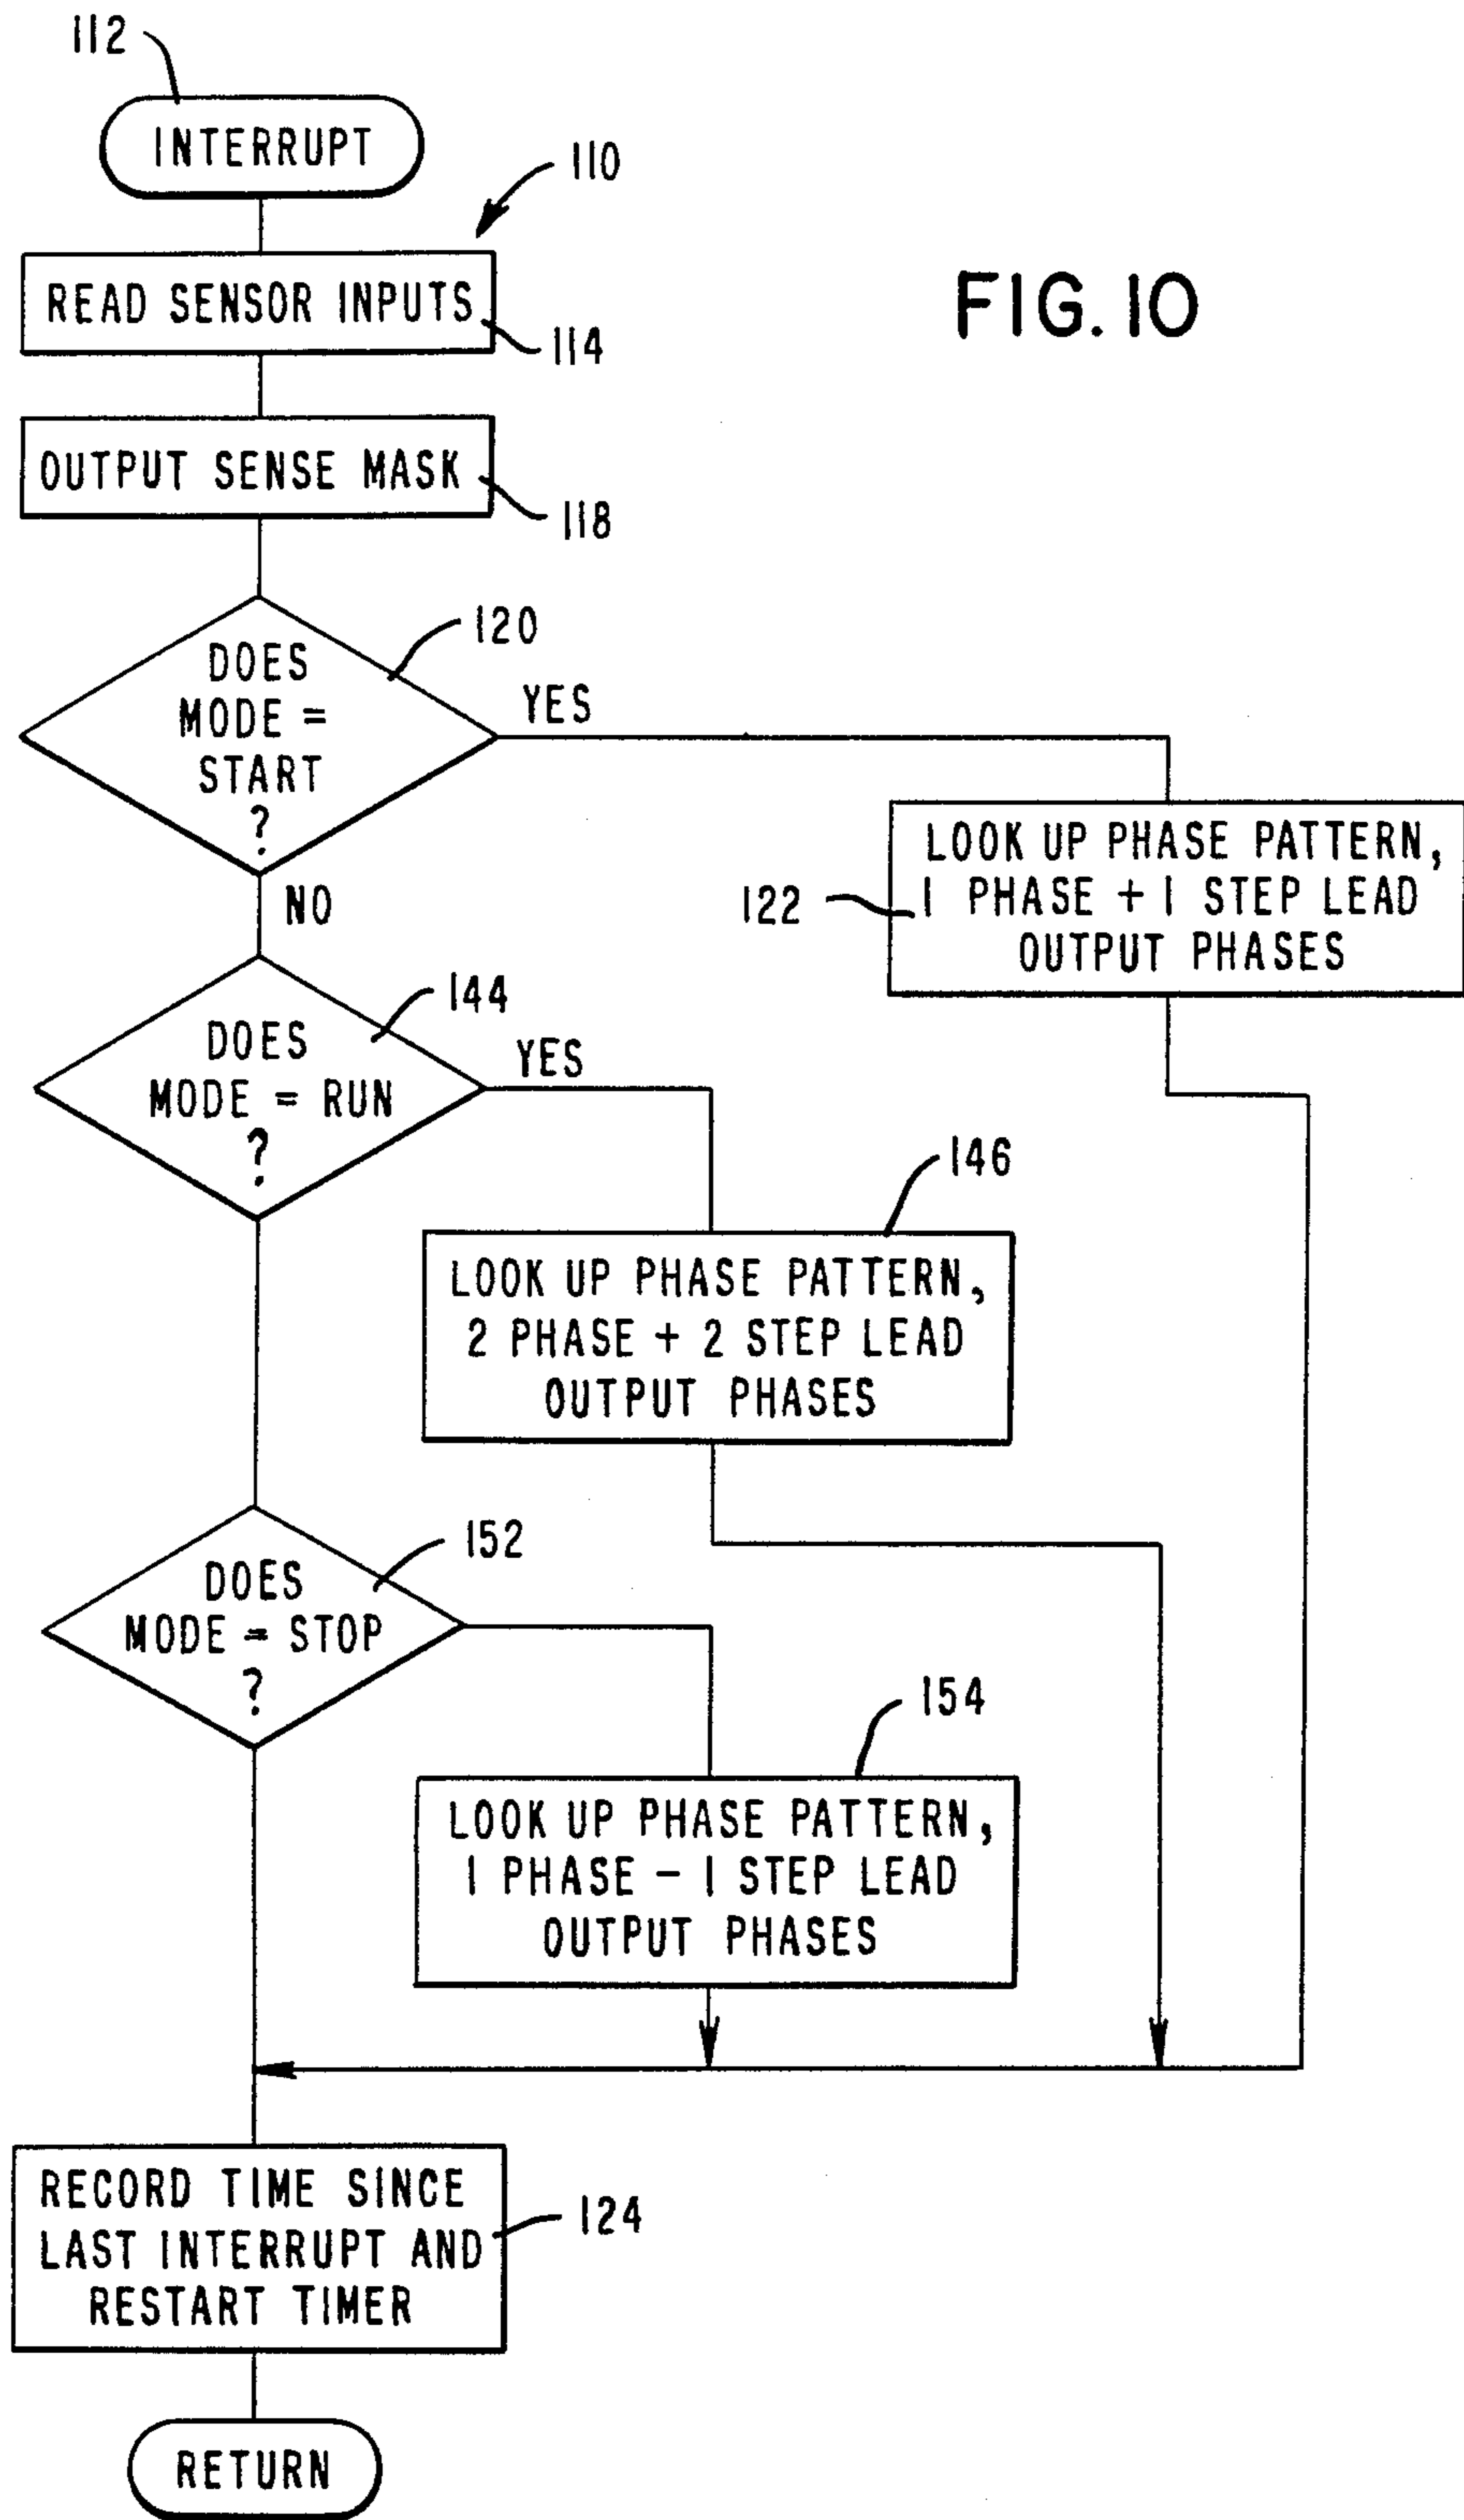 112
INTERRUPT
110
READ SENSOR INPUTS
114
FIG. 10
OUTPUT SENSE MASK
118
120
DOES
MODE =
START
?
YES
NO
LOOK UP PHASE PATTERN,
1 PHASE + 1 STEP LEAD
OUTPUT PHASES
122
144
DOES
MODE = RUN
?
YES
146
LOOK UP PHASE PATTERN,
2 PHASE + 2 STEP LEAD
OUTPUT PHASES
152
DOES
MODE = STOP
?
154
LOOK UP PHASE PATTERN,
1 PHASE - 1 STEP LEAD
OUTPUT PHASES
RECORD TIME SINCE
LAST INTERRUPT AND
RESTART TIMER
124
RETURN